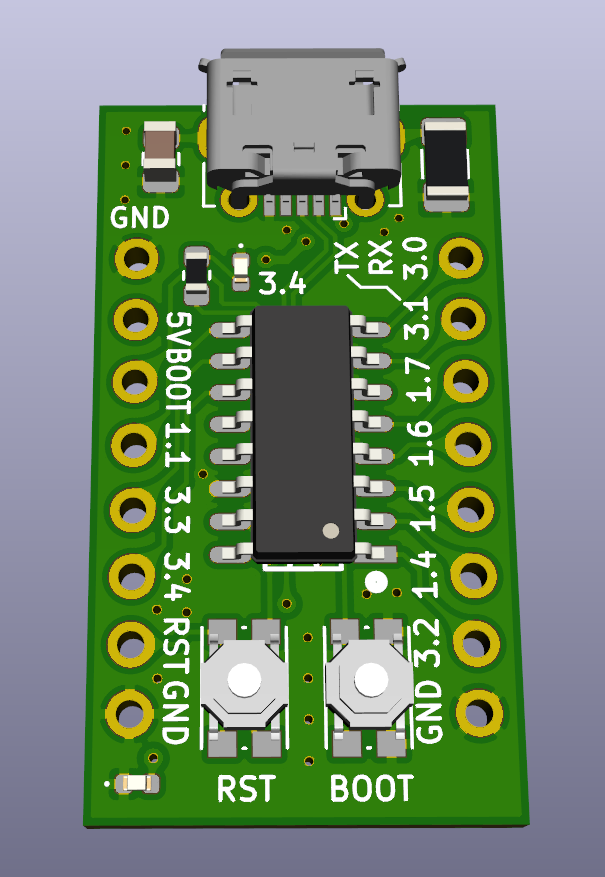 GND
3.4
TX
RX
3.0
3.1
5V
BOOT
1.1
3.3
3.4
RST
GND
1.7
1.6
1.5
1.4
3.2
GND
RST
BOOT